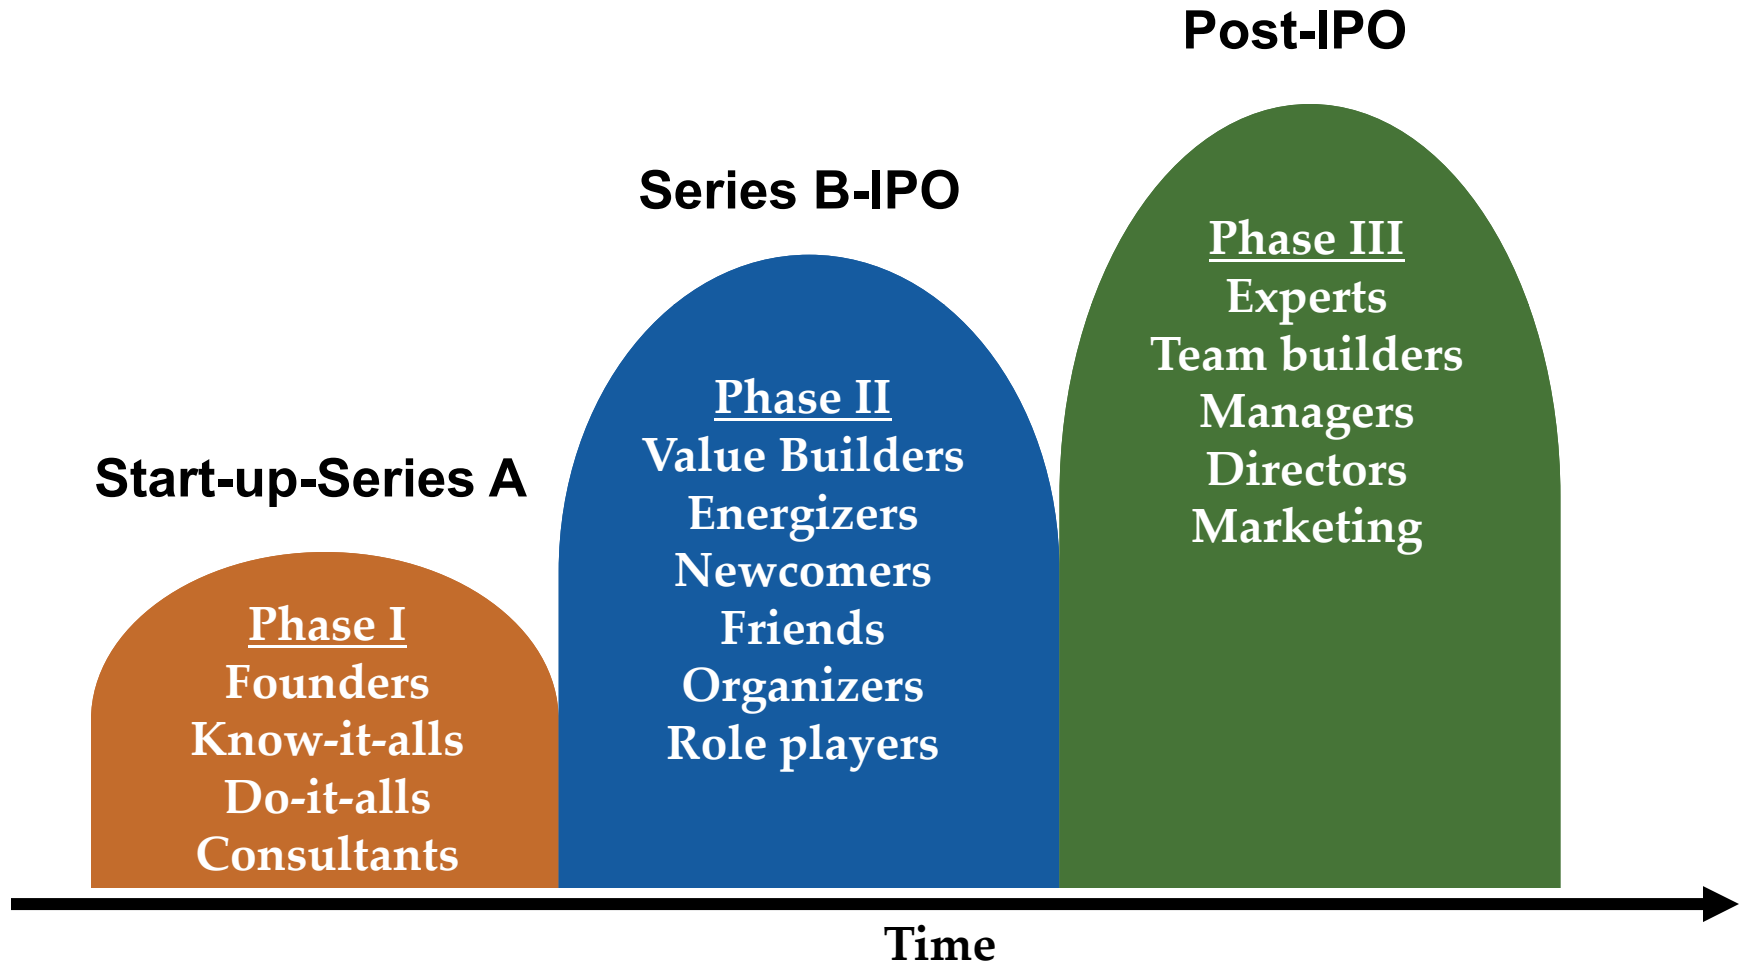 Post-IPO
Series B-IPO
Start-up-Series A
Phase I
Founders
Know-it-alls
Do-it-alls
Consultants
Phase II
Value Builders
Energizers
Newcomers
Friends
Organizers
Role players
Phase III
Experts
Team builders
Managers
Directors
Marketing
Time